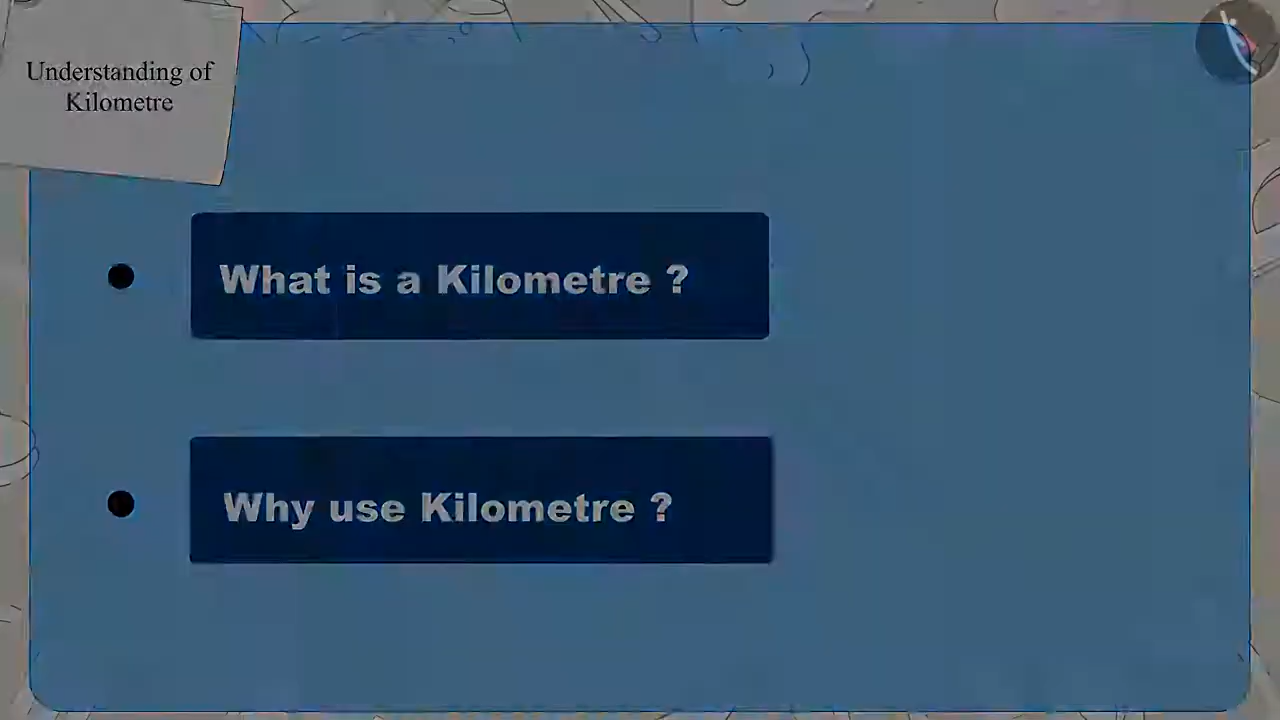 Understanding of
Kilometre
What is a Kilometre ?
Why use Kilometre ?